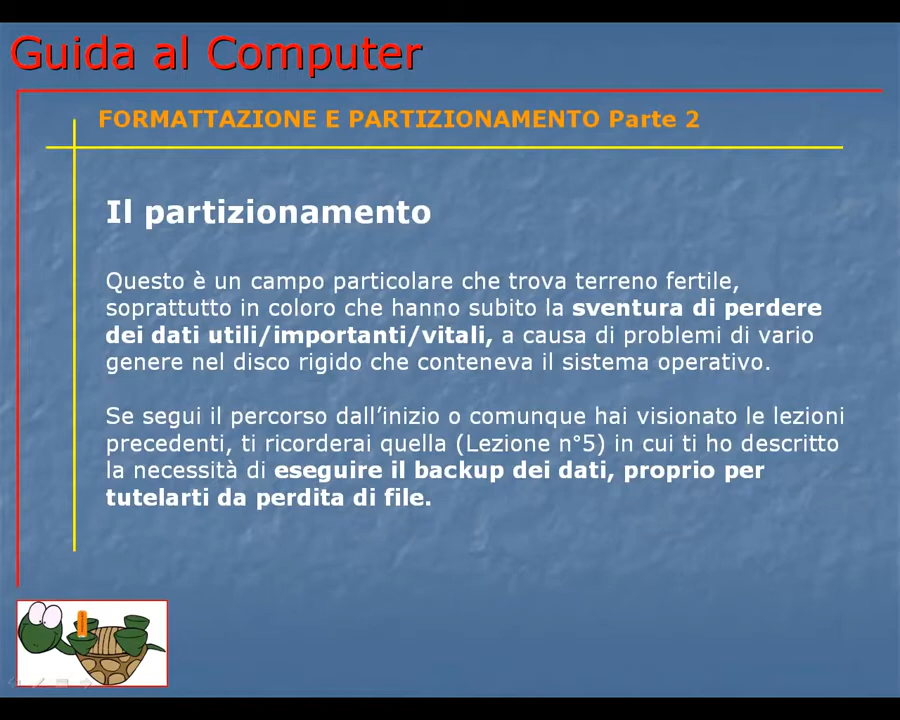 Guida al Computer
FORMATTAZIONE E PARTIZIONAMENTO Parte 2
Il partizionamento
Questo è un campo particolare che trova terreno fertile,
soprattutto in coloro che hanno subito la sventura di perdere
dei dati utili/importanti/vitali, a causa di problemi di vario
genere nel disco rigido che conteneva il sistema operativo.
Se segui il percorso dall’inizio o comunque hai visionato le lezioni
precedenti, ti ricorderai quella (Lezione n°5) in cui ti ho descritto
la necessità di eseguire il backup dei dati, proprio per
tutelarti da perdita di file.